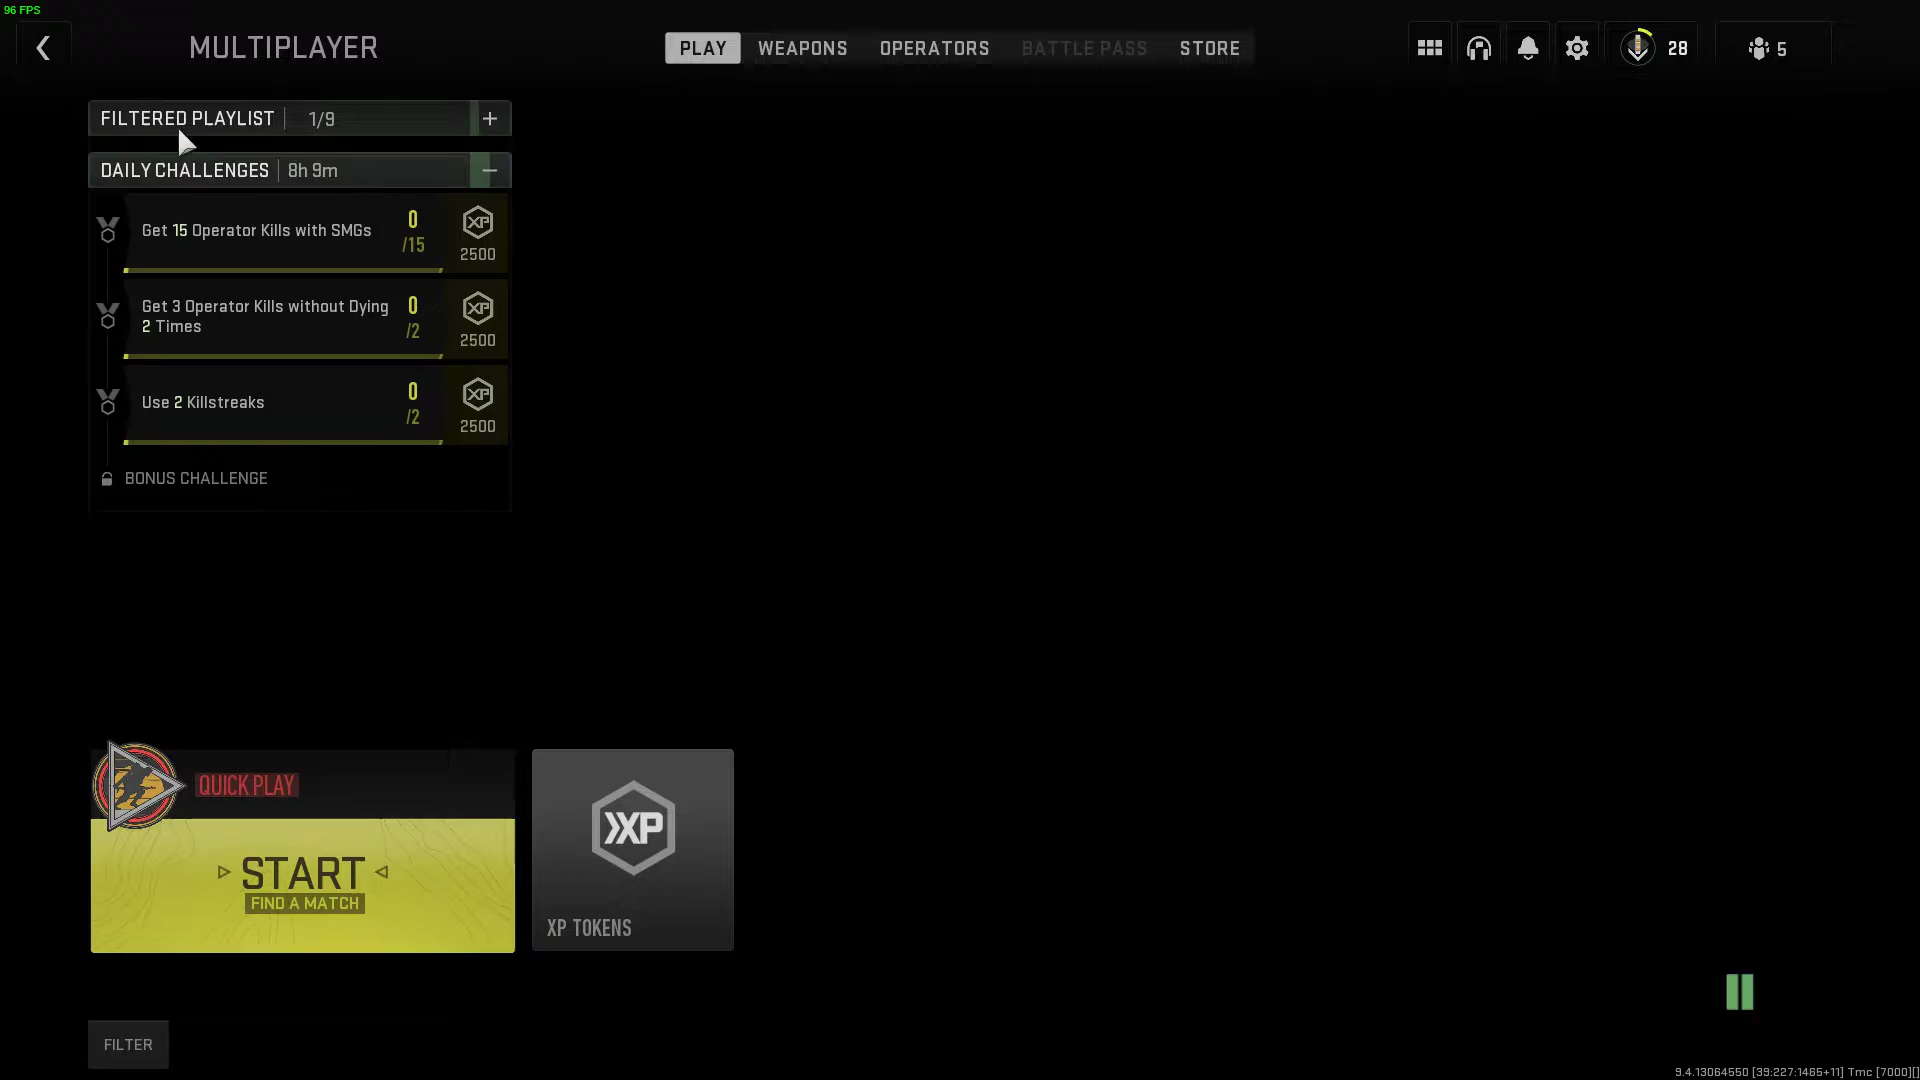 96 FPS
MULTIPLAYER
PLAY WEAPONS OPERATORS BATTLE PASS STORE
28
5
FILTERED PLAYLIST 1/9
DAILY CHALLENGES 8h 9m
Get 15 Operator Kills with SMGs
0
/15
XP
2500
Get 3 Operator Kills without Dying
2 Times
0
/2
XP
2500
Use 2 Killstreaks
0
/2
XP
2500
BONUS CHALLENGE
QUICK PLAY
START
FIND A MATCH
XP
XP TOKENS
FILTER
9.4.13064550 [39:227:1465+11] Tmc [7000][]